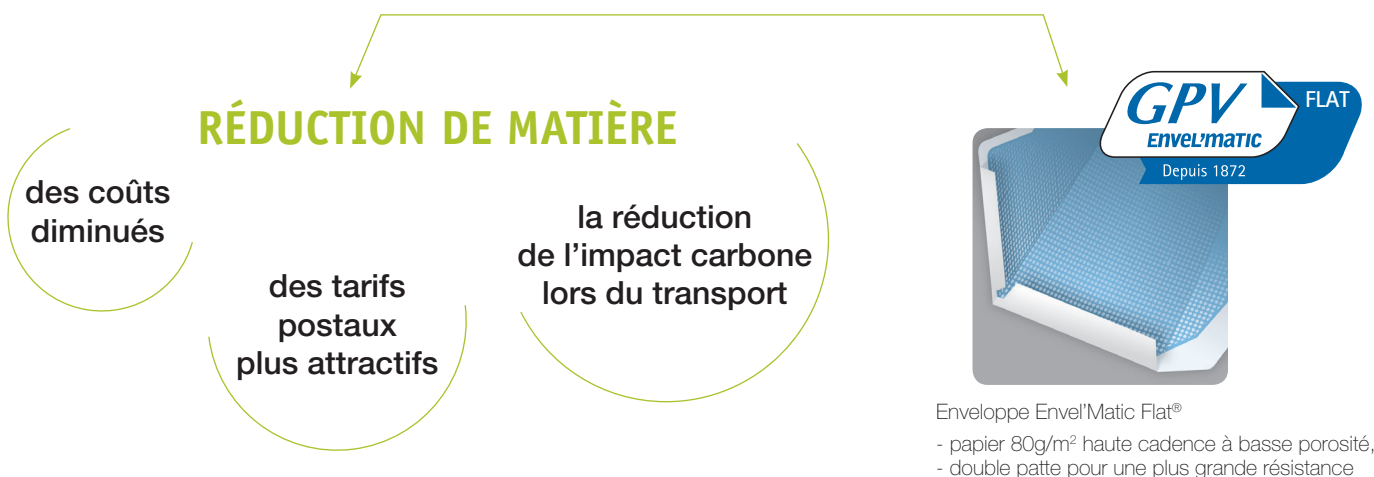 RÉDUCTION DE MATIÈRE
des coûts
diminués
des tarifs
postaux
plus attractifs
la réduction
de l’impact carbone
lors du transport
GPV
ENVEL’MATIC
FLAT
Depuis 1872
Enveloppe Envel’Matic Flat®
- papier 80g/m² haute cadence à basse porosité,
- double patte pour une plus grande résistance